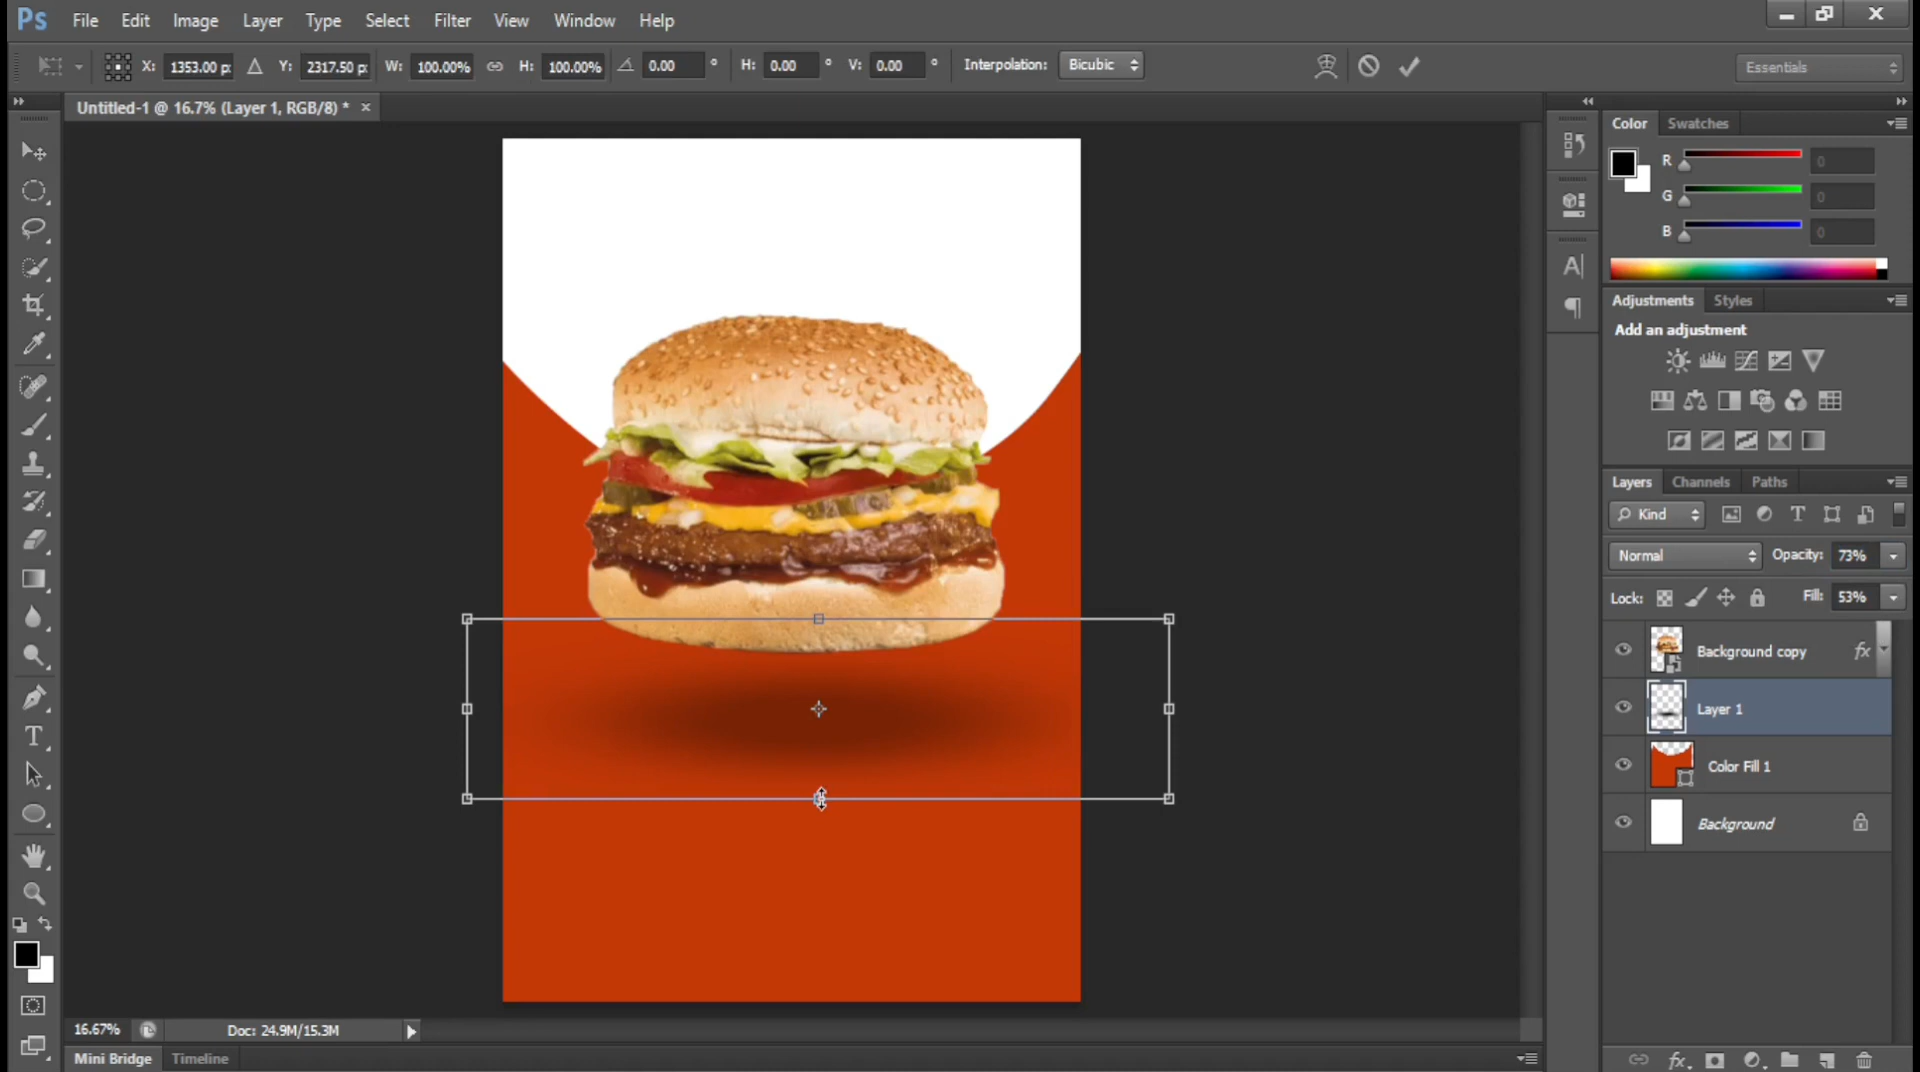 Ps File Edit Image Layer Select Type Filter View Window Help
X: 1353.00 p: Y: 2317.50 p: W: 100.00% H: 100.00% 0.00 ° H: 0.00 ° V: 0.00 ° Interpolation: Bicubic Essentials
Untitled-1 @ 16.7% (Layer 1, RGB/8) * ×
Color Swatches
R 0
G 0
B 0
Adjustments Styles
Add an adjustment
Layers Channels Paths
Kind
Normal Opacity: 73%
Lock: Fill: 53%
Background copy fx
Layer 1
Color Fill 1
Background
16.67% Doc: 24.9M/15.3M
Mini Bridge Timeline
fx